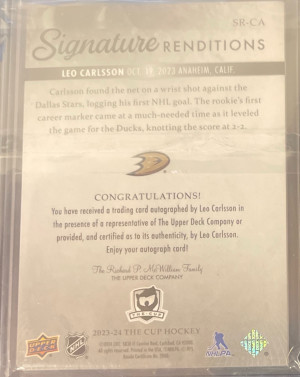 SR-CA
Signature RENDITIONS
LEO CARLSSON OCT. 19, 2023 ANAHEIM, CALIF.
Carlsson found the net on a wrist shot against the
Dallas Stars, logging his first NHL goal. The rookie's first
career marker came at a much-needed time as it leveled
the game for the Ducks, knotting the score at 2-2.
CONGRATULATIONS!
You have received a trading card autographed by Leo Carlsson in
the presence of a representative of The Upper Deck Company or
provided, and certified as to its authenticity, by Leo Carlsson.
Enjoy your autograph card!
The Richard P. McWilliam Family
THE UPPER DECK COMPANY
THE CUP
2023-24 THE CUP HOCKEY
UPPER DECK
NHL
NHLPA